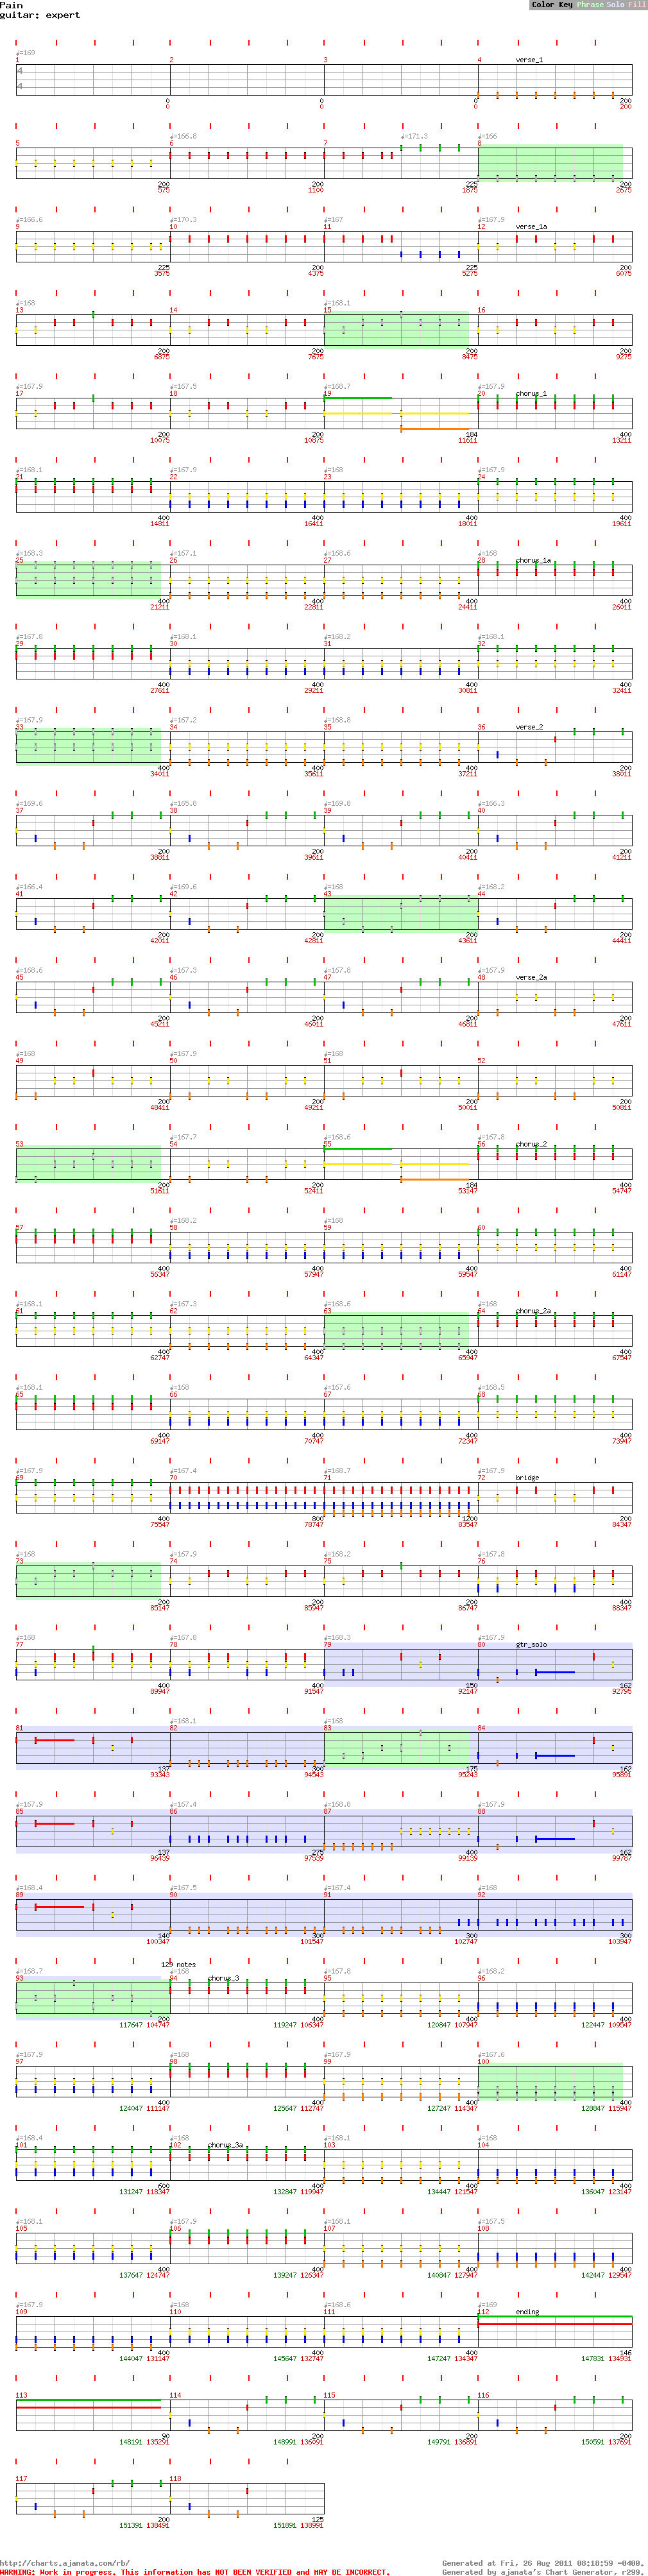 Pain
Color Key Phrase Solo Fill
guitar: expert
♩=169
1 2 3 4 verse_1
0 0 0 200
0 0 0 200
♩=166.8 ♩=171.3 ♩=166
5 6 7 8
200 200 225 200
575 1100 1875 2675
♩=166.6 ♩=170.3 ♩=167 ♩=167.9
9 10 11 12 verse_1a
225 200 225 200
3575 4375 5275 6075
♩=168 ♩=168.1
13 14 15 16
200 200 200 200
6875 7675 8475 9275
♩=167.9 ♩=167.5 ♩=168.7 ♩=167.9
17 18 19 20 chorus_1
200 200 184 400
10075 10875 11611 13211
♩=168.1 ♩=167.9 ♩=168 ♩=167.9
21 22 23 24
400 400 400 400
14811 16411 18011 19611
♩=168.3 ♩=167.1 ♩=168.6 ♩=168
25 26 27 28 chorus_1a
400 400 400 400
21211 22811 24411 26011
♩=167.8 ♩=168.1 ♩=168.2 ♩=168.1
29 30 31 32
400 400 400 400
27611 29211 30811 32411
♩=167.9 ♩=167.2 ♩=168.8
33 34 35 36 verse_2
400 400 400 200
34011 35611 37211 38011
♩=169.6 ♩=165.8 ♩=169.8 ♩=166.3
37 38 39 40
200 200 200 200
38811 39611 40411 41211
♩=166.4 ♩=169.6 ♩=168 ♩=168.2
41 42 43 44
200 200 200 200
42011 42811 43611 44411
♩=168.6 ♩=167.3 ♩=167.8 ♩=167.9
45 46 47 48 verse_2a
200 200 200 200
45211 46011 46811 47611
♩=168 ♩=167.9 ♩=168
49 50 51 52
200 200 200 200
48411 49211 50011 50811
♩=167.7 ♩=168.6 ♩=167.8
53 54 55 56 chorus_2
200 200 184 400
51611 52411 53147 54747
♩=168.2 ♩=168
57 58 59 60
400 400 400 400
56347 57947 59547 61147
♩=168.1 ♩=167.3 ♩=168.6 ♩=168
61 62 63 64 chorus_2a
400 400 400 400
62747 64347 65947 67547
♩=168.1 ♩=168 ♩=167.6 ♩=168.5
65 66 67 68
400 400 400 400
69147 70747 72347 73947
♩=167.9 ♩=167.4 ♩=168.7 ♩=167.9
69 70 71 72 bridge
400 800 1200 200
75547 78747 83547 84347
♩=168 ♩=167.9 ♩=168.2 ♩=167.8
73 74 75 76
200 200 200 400
85147 85947 86747 88347
♩=168 ♩=167.8 ♩=168.3 ♩=167.9
77 78 79 80 gtr_solo
400 400 150 162
89947 91547 92147 92795
♩=168.1 ♩=168
81 82 83 84
137 300 175 162
93343 94543 95243 95891
♩=167.9 ♩=167.4 ♩=168.8 ♩=167.9
85 86 87 88
137 275 400 162
96439 97539 99139 99787
♩=168.4 ♩=167.5 ♩=167.4 ♩=168
89 90 91 92
140 300 300 300
100347 101547 102747 103947
129 notes
♩=168.7 ♩=168 ♩=167.8 ♩=168.2
93 94 chorus_3 95 96
200 400 400 400
117647 104747 119247 106347 120847 107947 122447 109547
♩=167.9 ♩=168 ♩=167.9 ♩=167.6
97 98 99 100
400 400 400 400
124047 111147 125647 112747 127247 114347 128847 115947
♩=168.4 ♩=168 ♩=168.1 ♩=168
101 102 chorus_3a 103 104
600 400 400 400
131247 118347 132847 119947 134447 121547 136047 123147
♩=168.1 ♩=167.9 ♩=168.1 ♩=167.5
105 106 107 108
400 400 400 400
137647 124747 139247 126347 140847 127947 142447 129547
♩=167.9 ♩=168 ♩=168.6 ♩=169
109 110 111 112 ending
400 400 400 146
144047 131147 145647 132747 147247 134347 147831 134931
113 114 115 116
90 200 200 200
148191 135291 148991 136091 149791 136891 150591 137691
117 118
200 125
151391 138491 151891 138991
http://charts.ajanata.com/rb/ Generated at Fri, 26 Aug 2011 08:18:59 -0400.
WARNING: Work in progress. This information has NOT BEEN VERIFIED and MAY BE INCORRECT. Generated by ajanata's Chart Generator, r299.